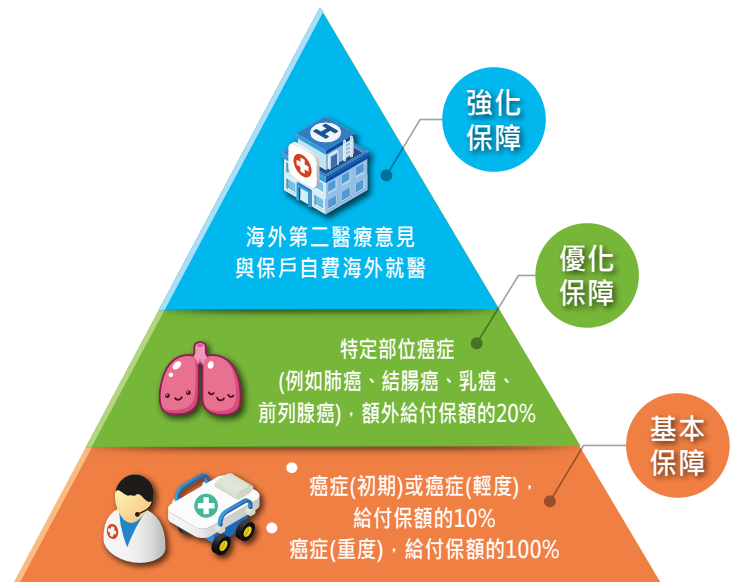 強化
保障
海外第二醫療意見
與保戶自費海外就醫
優化
保障
特定部位癌症
(例如肺癌、結腸癌、乳癌、
前列腺癌)，額外給付保額的20%
基本
保障
癌症(初期)或癌症(輕度)，
給付保額的10%
癌症(重度)，給付保額的100%